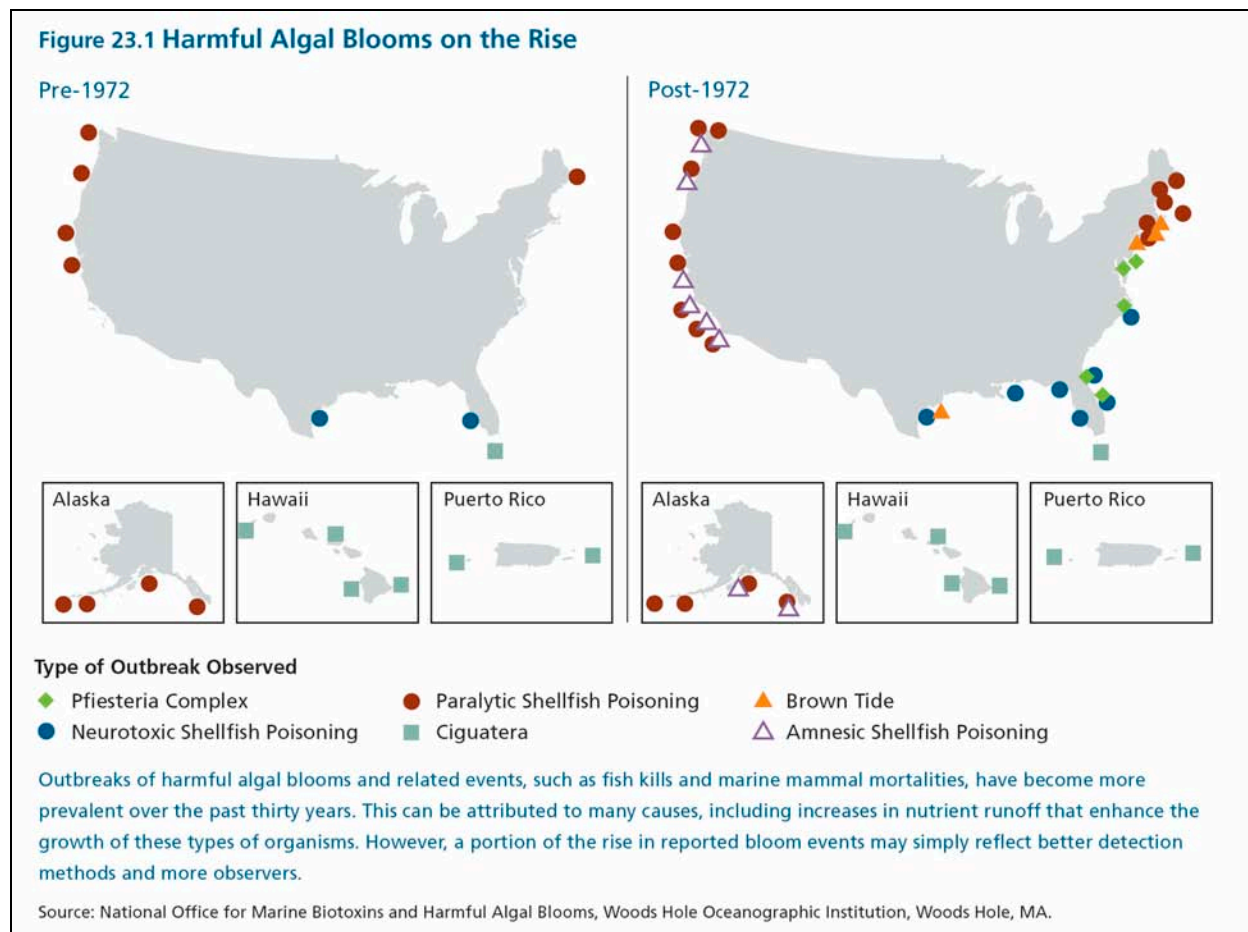 Figure 23.1 Harmful Algal Blooms on the Rise
Pre-1972
Post-1972
Alaska
Hawaii
Puerto Rico
Alaska
Hawaii
Puerto Rico
Type of Outbreak Observed
Pfiesteria Complex
Paralytic Shellfish Poisoning
Brown Tide
Neurotoxic Shellfish Poisoning
Ciguatera
Amnesic Shellfish Poisoning
Outbreaks of harmful algal blooms and related events, such as fish kills and marine mammal mortalities, have become more
prevalent over the past thirty years. This can be attributed to many causes, including increases in nutrient runoff that enhance the
growth of these types of organisms. However, a portion of the rise in reported bloom events may simply reflect better detection
methods and more observers.
Source: National Office for Marine Biotoxins and Harmful Algal Blooms, Woods Hole Oceanographic Institution, Woods Hole, MA.